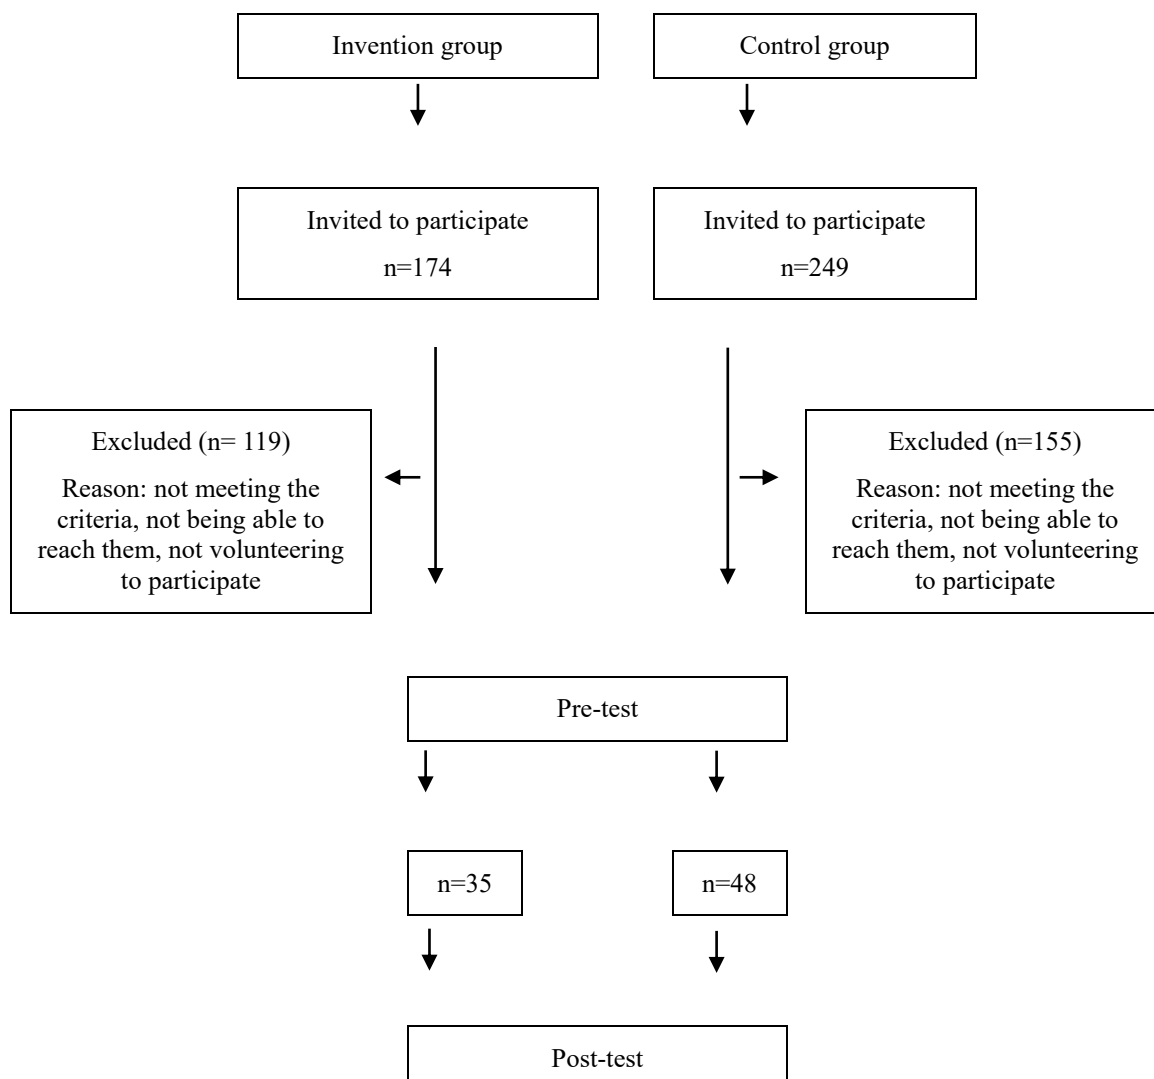 Invention group
Control group
Invited to participate
n=174
Invited to participate
n=249
Excluded (n= 119)
Reason: not meeting the
criteria, not being able to
reach them, not volunteering
to participate
Excluded (n=155)
Reason: not meeting the
criteria, not being able to
reach them, not volunteering
to participate
Pre-test
n=35
n=48
Post-test